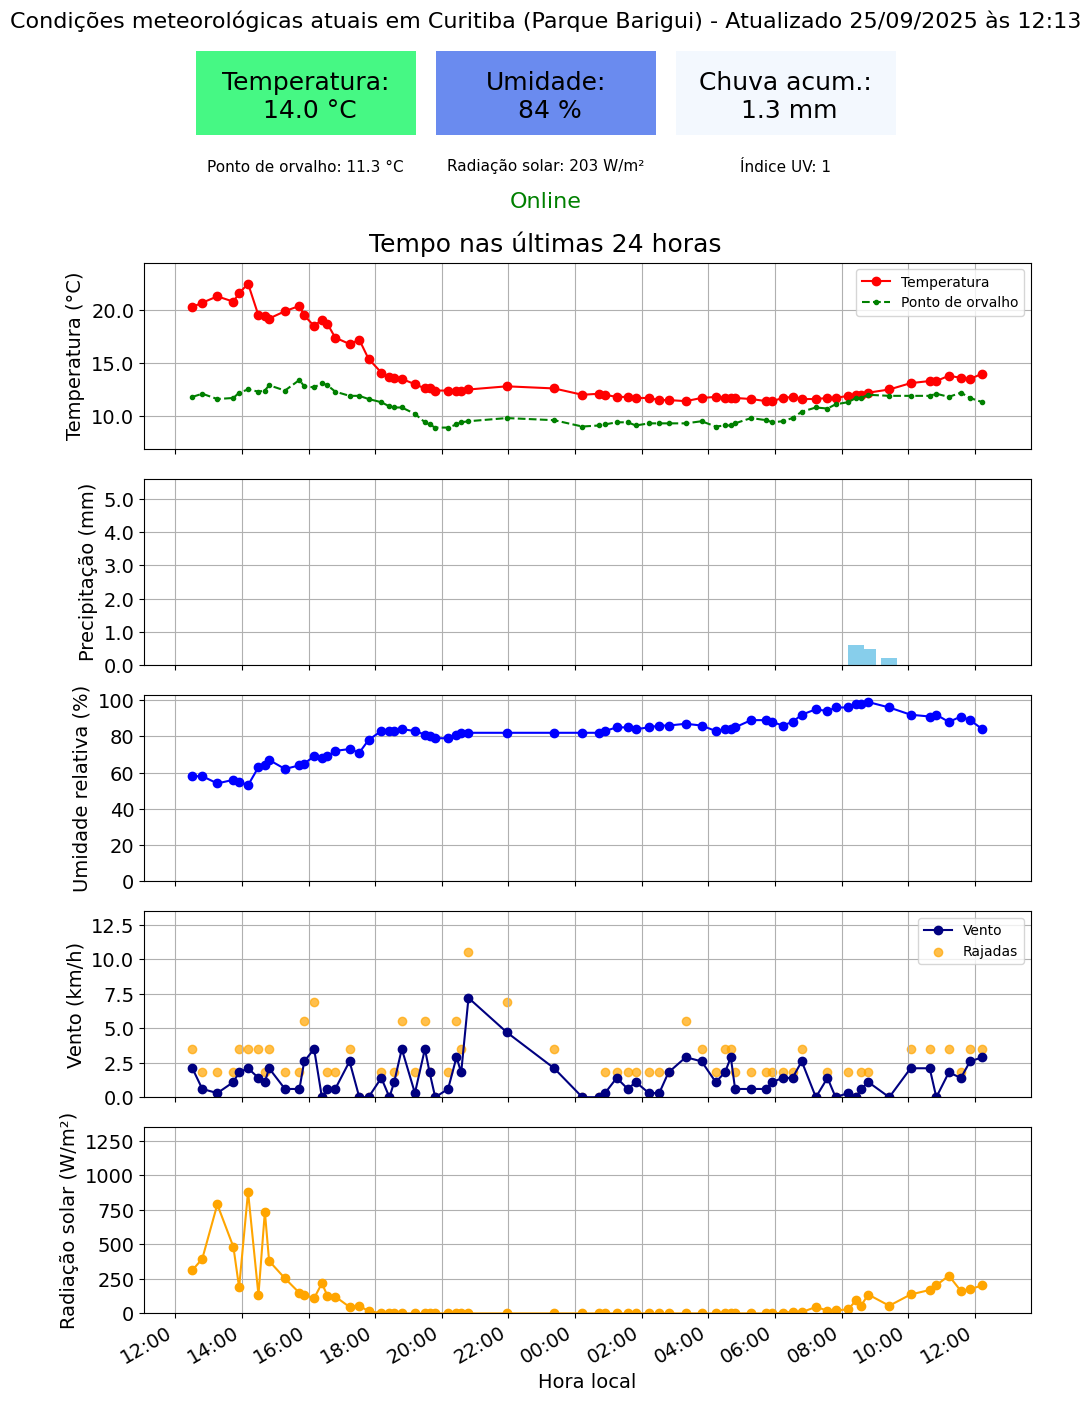 Condições meteorológicas atuais em Curitiba (Parque Barigui) - Atualizado 25/09/2025 às 12:13
Temperatura:
14.0 °C
Umidade:
84 %
Chuva acum.:
1.3 mm
Ponto de orvalho: 11.3 °C
Radiação solar: 203 W/m²
Índice UV: 1
Online
Tempo nas últimas 24 horas
Temperatura (°C)
20.0
15.0
10.0
Temperatura
Ponto de orvalho
Precipitação (mm)
5.0
4.0
3.0
2.0
1.0
0.0
Umidade relativa (%)
100
80
60
40
20
0
Vento (km/h)
12.5
10.0
7.5
5.0
2.5
0.0
Vento
Rajadas
Radiação solar (W/m²)
1250
1000
750
500
250
0
12:00 14:00 16:00 18:00 20:00 22:00 00:00 02:00 04:00 06:00 08:00 10:00 12:00
Hora local